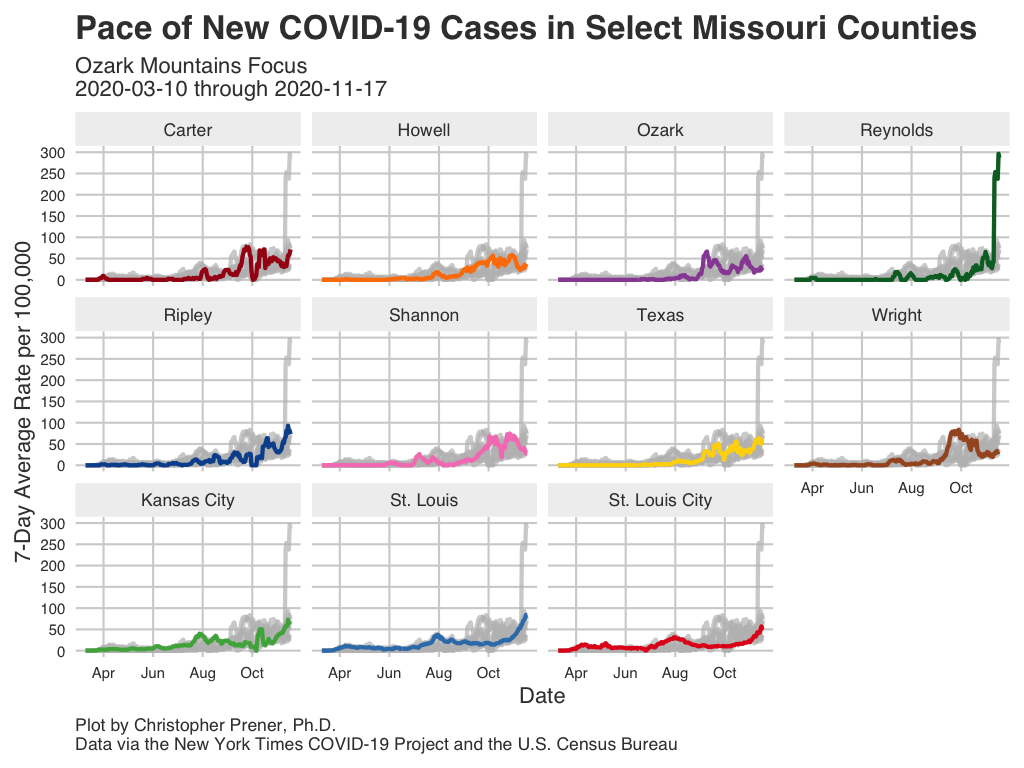 Pace of New COVID-19 Cases in Select Missouri Counties
Ozark Mountains Focus
2020-03-10 through 2020-11-17
7-Day Average Rate per 100,000
Carter
Howell
Ozark
Reynolds
300
250
200
150
100
50
0
Ripley
Shannon
Texas
Wright
300
250
200
150
100
50
0
Apr Jun Aug Oct
Kansas City
St. Louis
St. Louis City
300
250
200
150
100
50
0
Apr Jun Aug Oct
Apr Jun Aug Oct
Apr Jun Aug Oct
Date
Plot by Christopher Prener, Ph.D.
Data via the New York Times COVID-19 Project and the U.S. Census Bureau